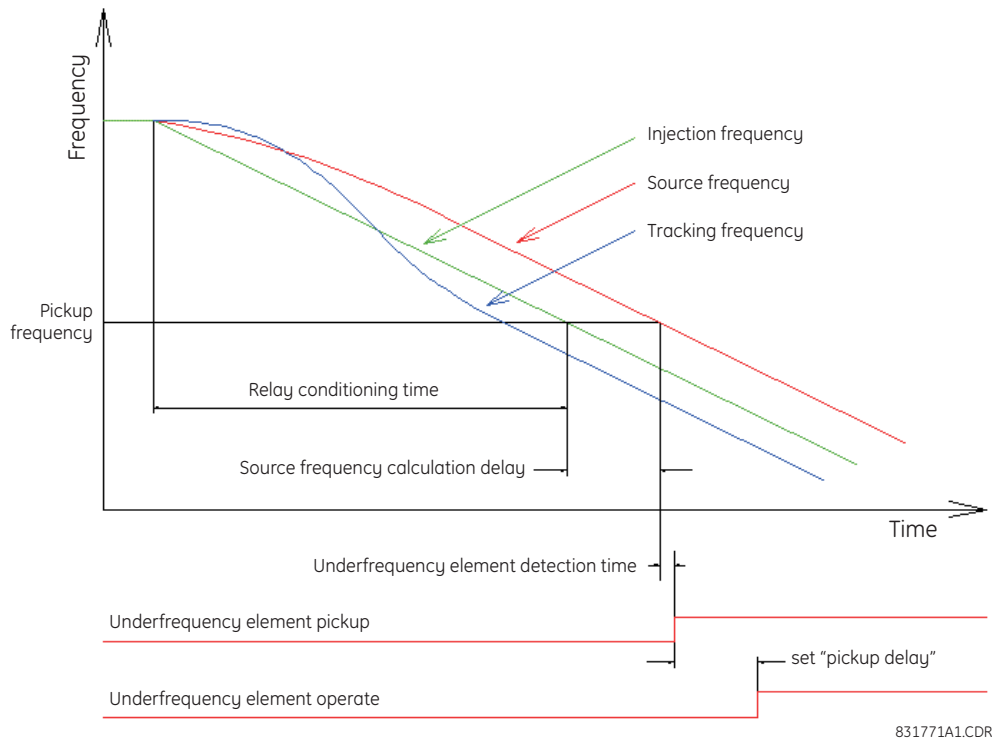 Frequency
Injection frequency
Source frequency
Tracking frequency
Pickup
frequency
Relay conditioning time
Source frequency calculation delay
Time
Underfrequency element detection time
Underfrequency element pickup
set "pickup delay"
Underfrequency element operate
831771A1.CDR